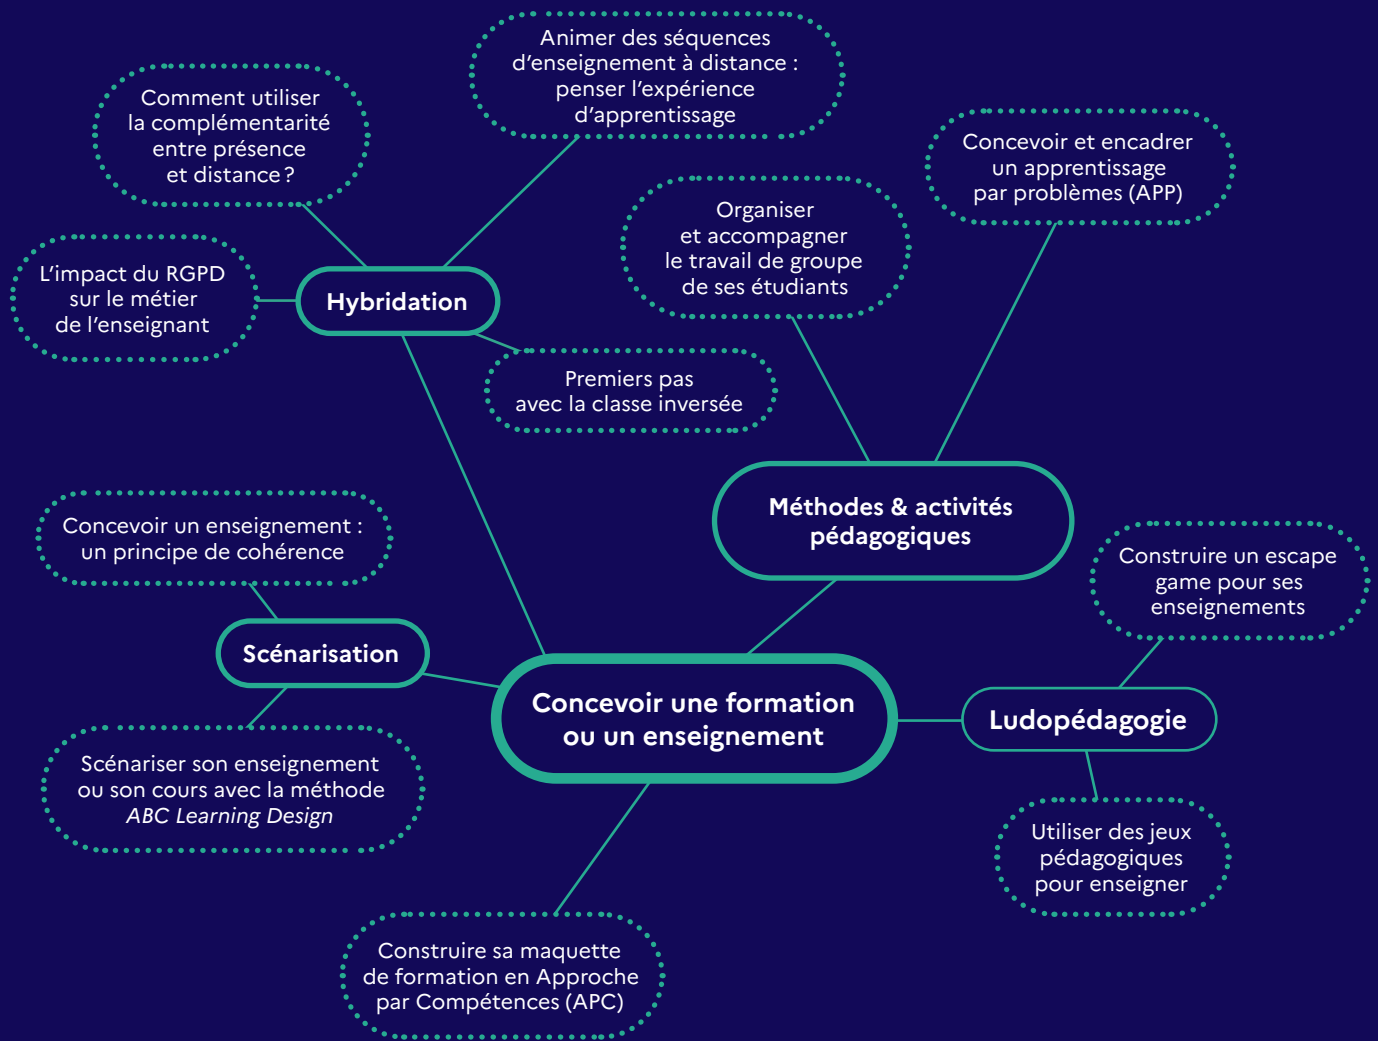 Animer des séquences
d’enseignement à distance :
penser l’expérience
d’apprentissage
Comment utiliser
la complémentarité
entre présence
et distance ?
Concevoir et encadrer
un apprentissage
par problèmes (APP)
Organiser
et accompagner
le travail de groupe
de ses étudiants
L’impact du RGPD
sur le métier
de l’enseignant
Hybridation
Premiers pas
avec la classe inversée
Méthodes & activités
pédagogiques
Concevoir un enseignement :
un principe de cohérence
Construire un escape
game pour ses
enseignements
Scénarisation
Concevoir une formation
ou un enseignement
Ludopédagogie
Scénariser son enseignement
ou son cours avec la méthode
ABC Learning Design
Utiliser des jeux
pédagogiques
pour enseigner
Construire sa maquette
de formation en Approche
par Compétences (APC)